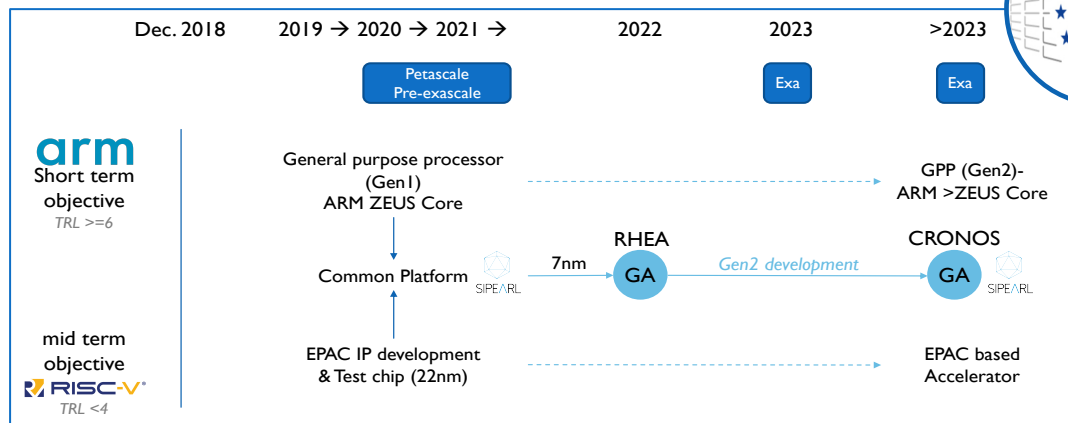 Dec. 2018 2019 → 2020 → 2021 → 2022 2023 >2023
Petascale
Pre-exascale
Exa
Exa
arm
Short term
objective
TRL >=6
General purpose processor
(Gen1)
ARM ZEUS Core
GPP (Gen2)-
ARM >ZEUS Core
Common Platform
SIPEARL
7nm
RHEA
GA
Gen2 development
CRONOS
GA
SIPEARL
mid term
objective
RISC-V®
TRL <4
EPAC IP development
& Test chip (22nm)
EPAC based
Accelerator